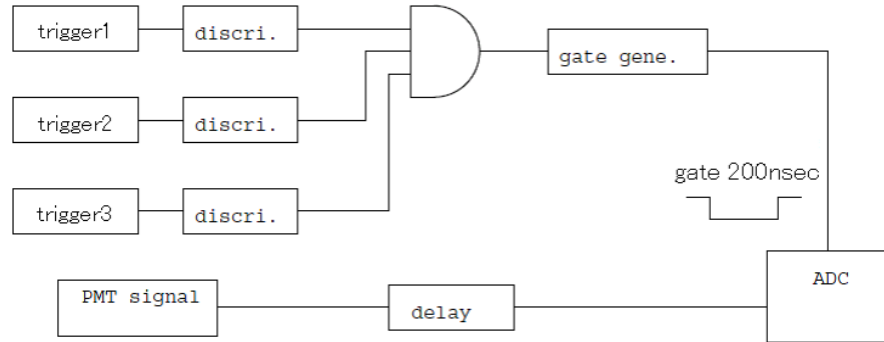 trigger1
discri.
gate gene.
trigger2
discri.
gate 200nsec
trigger3
discri.
PMT signal
delay
ADC